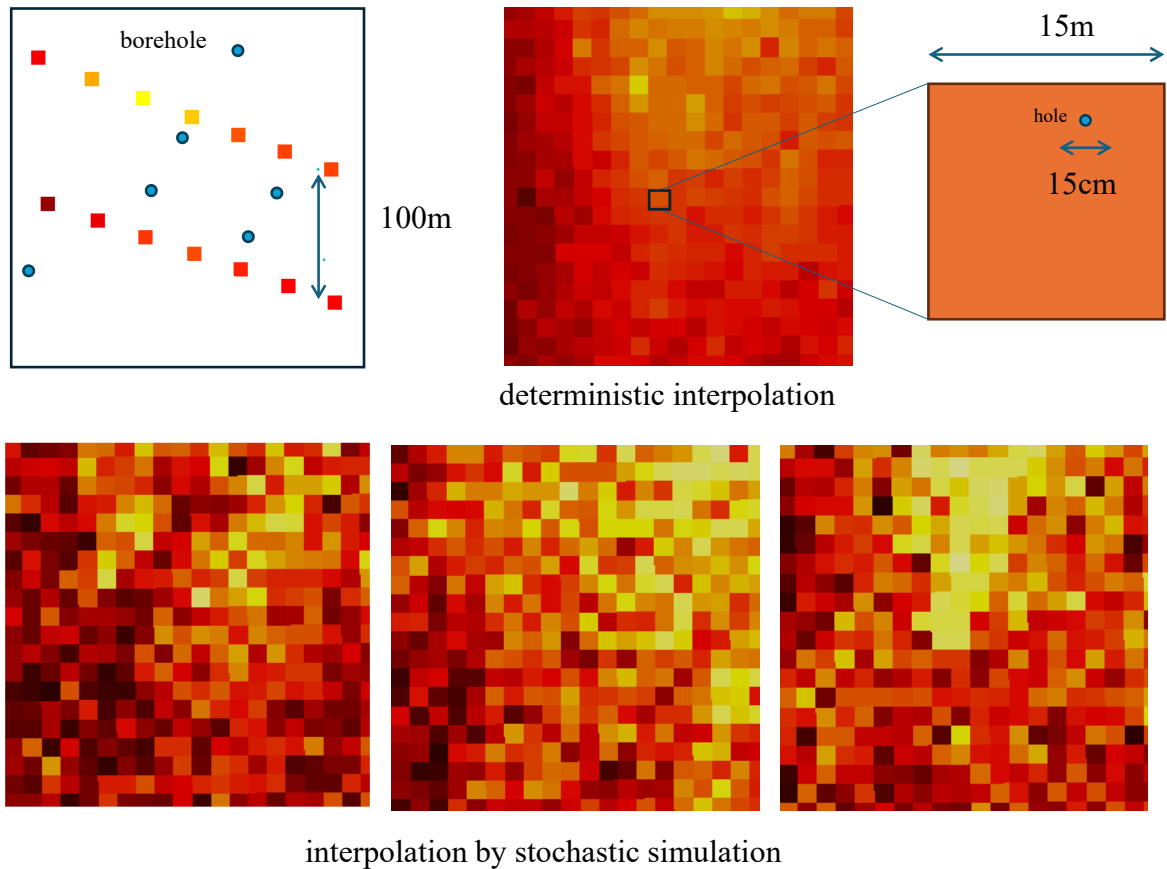 borehole
100m
15m
hole
15cm
deterministic interpolation
interpolation by stochastic simulation